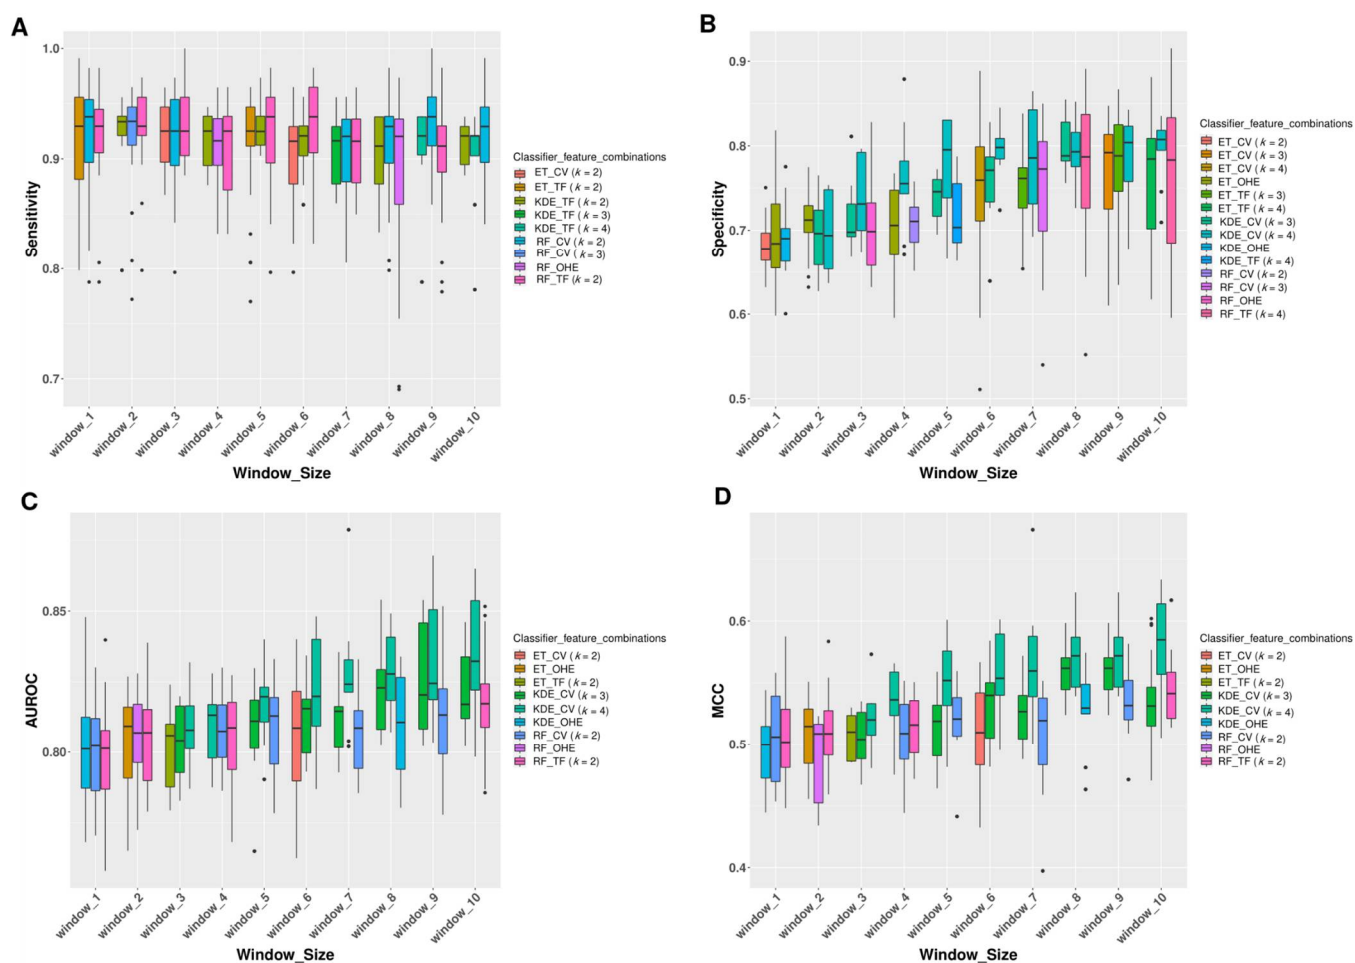 A
1.0
0.9
0.8
0.7
Sensitivity
window_1
window_2
window_3
window_4
window_5
window_6
window_7
window_8
window_9
window_10
Window_Size
Classifier_feature_combinations
ET_CV (k = 2)
ET_TF (k = 2)
KDE_TF (k = 2)
KDE_TF (k = 3)
KDE_TF (k = 4)
RF_CV (k = 2)
RF_CV (k = 3)
RF_OHE
RF_TF (k = 2)
B
0.9
0.8
0.7
0.6
0.5
Specificity
window_1
window_2
window_3
window_4
window_5
window_6
window_7
window_8
window_9
window_10
Window_Size
Classifier_feature_combinations
ET_CV (k = 2)
ET_CV (k = 3)
ET_CV (k = 4)
ET_OHE
ET_TF (k = 3)
ET_TF (k = 4)
KDE_CV (k = 3)
KDE_CV (k = 4)
KDE_OHE
KDE_TF (k = 4)
RF_CV (k = 2)
RF_CV (k = 3)
RF_OHE
RF_TF (k = 4)
C
0.85
0.80
AUROC
window_1
window_2
window_3
window_4
window_5
window_6
window_7
window_8
window_9
window_10
Window_Size
Classifier_feature_combinations
ET_CV (k = 2)
ET_OHE
ET_TF (k = 2)
KDE_CV (k = 3)
KDE_CV (k = 4)
KDE_OHE
RF_CV (k = 2)
RF_OHE
RF_TF (k = 2)
D
0.6
0.5
0.4
MCC
window_1
window_2
window_3
window_4
window_5
window_6
window_7
window_8
window_9
window_10
Window_Size
Classifier_feature_combinations
ET_CV (k = 2)
ET_OHE
ET_TF (k = 2)
KDE_CV (k = 3)
KDE_CV (k = 4)
KDE_OHE
RF_CV (k = 2)
RF_OHE
RF_TF (k = 2)